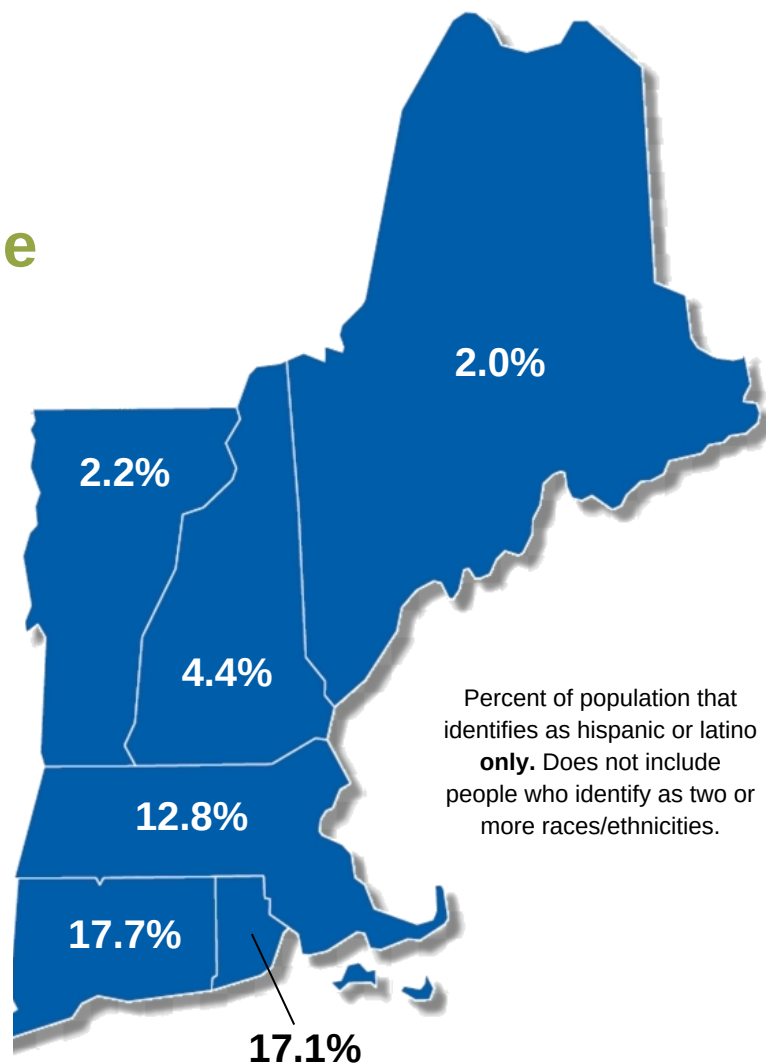 e
2.0%
2.2%
4.4%
Percent of population that
identifies as hispanic or latino
only. Does not include
people who identify as two or
more races/ethnicities.
12.8%
17.7%
17.1%